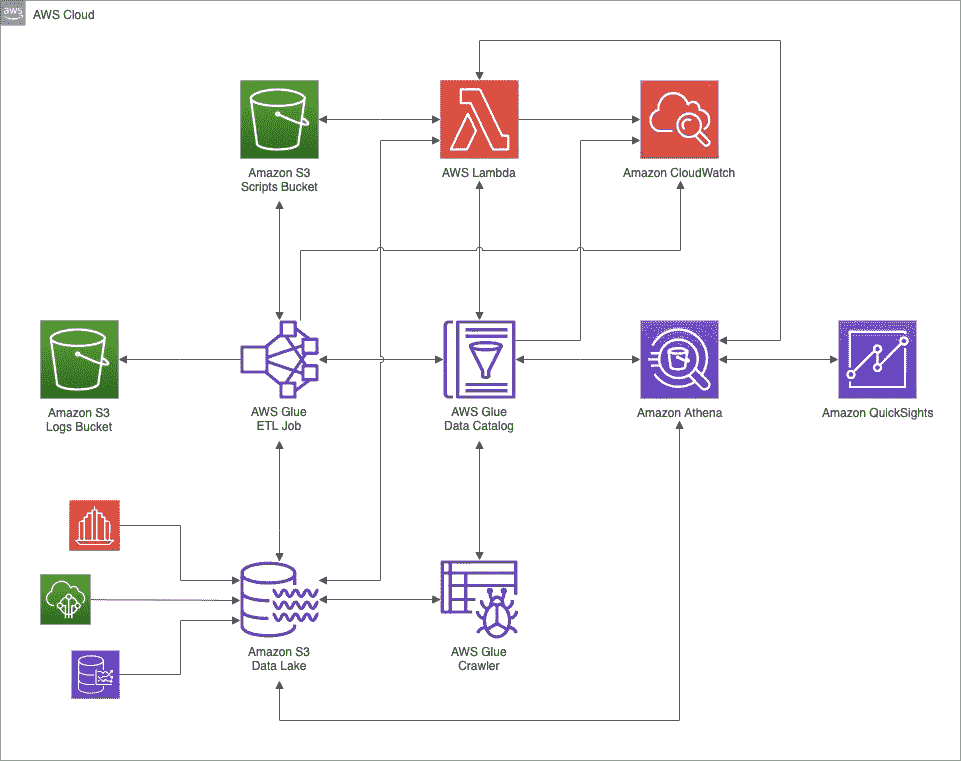 aws
AWS Cloud
Amazon S3
Scripts Bucket
AWS Lambda
Amazon CloudWatch
Amazon S3
Logs Bucket
AWS Glue
ETL Job
AWS Glue
Data Catalog
Amazon Athena
Amazon QuickSights
Amazon S3
Data Lake
AWS Glue
Crawler